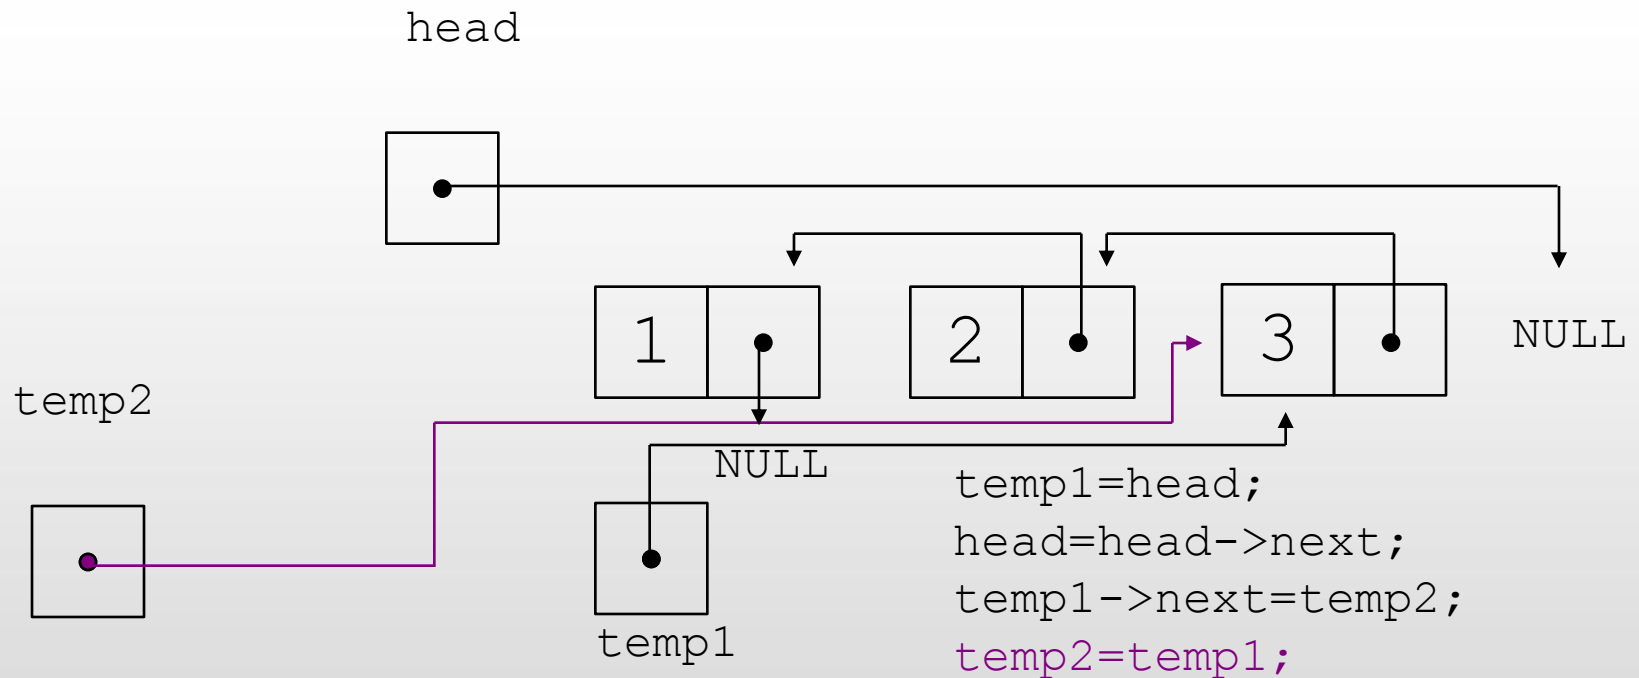 head
1
2
3
NULL
temp2
NULL
temp1=head;
head=head->next;
temp1->next=temp2;
temp1
temp2=temp1;